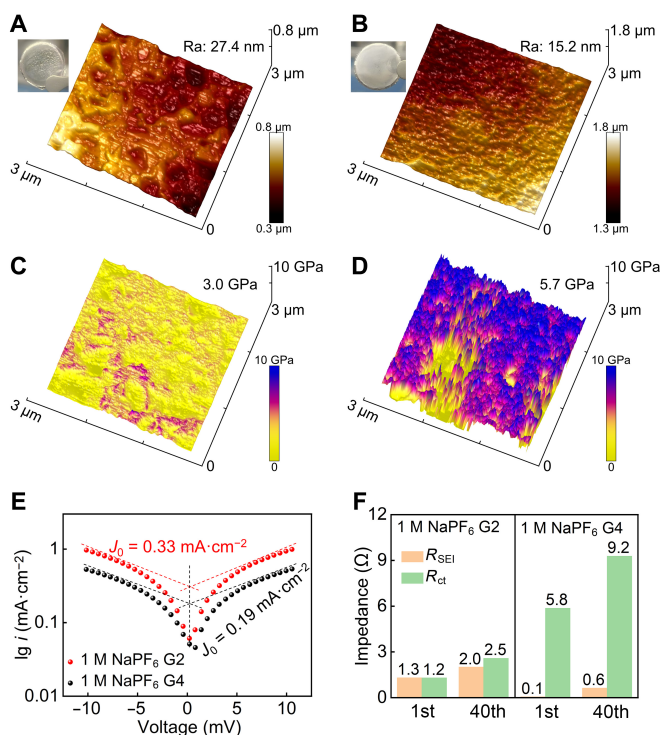 A
Ra: 27.4 nm
0.8 μm
3 μm
0.8 μm
0.3 μm
3 μm
0
B
Ra: 15.2 nm
1.8 μm
3 μm
1.8 μm
1.3 μm
3 μm
0
C
3.0 GPa
10 GPa
3 μm
10 GPa
0
3 μm
0
D
5.7 GPa
10 GPa
3 μm
10 GPa
0
3 μm
0
E
J₀ = 0.33 mA·cm⁻²
J₀ = 0.19 mA·cm⁻²
1 M NaPF₆ G2
1 M NaPF₆ G4
lg i (mA·cm⁻²)
1
0.1
0.01
−10 −5 0 5 10
Voltage (mV)
F
1 M NaPF₆ G2 1 M NaPF₆ G4
R_SEI
R_ct
Impedance (Ω)
12
9
6
3
0
1.3 1.2 2.0 2.5 0.1 5.8 0.6 9.2
1st 40th 1st 40th